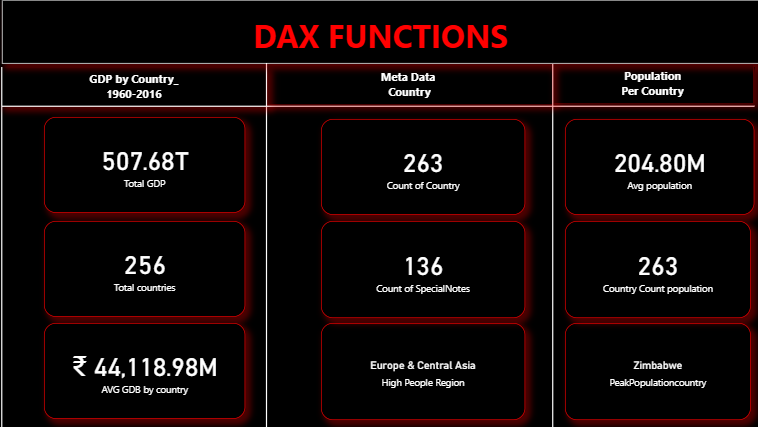 DAX FUNCTIONS
GDP by Country_
1960-2016
507.68T
Total GDP
256
Total countries
₹ 44,118.98M
AVG GDB by country
Meta Data
Country
263
Count of Country
136
Count of SpecialNotes
Europe & Central Asia
High People Region
Population
Per Country
204.80M
Avg population
263
Country Count population
Zimbabwe
PeakPopulationcountry